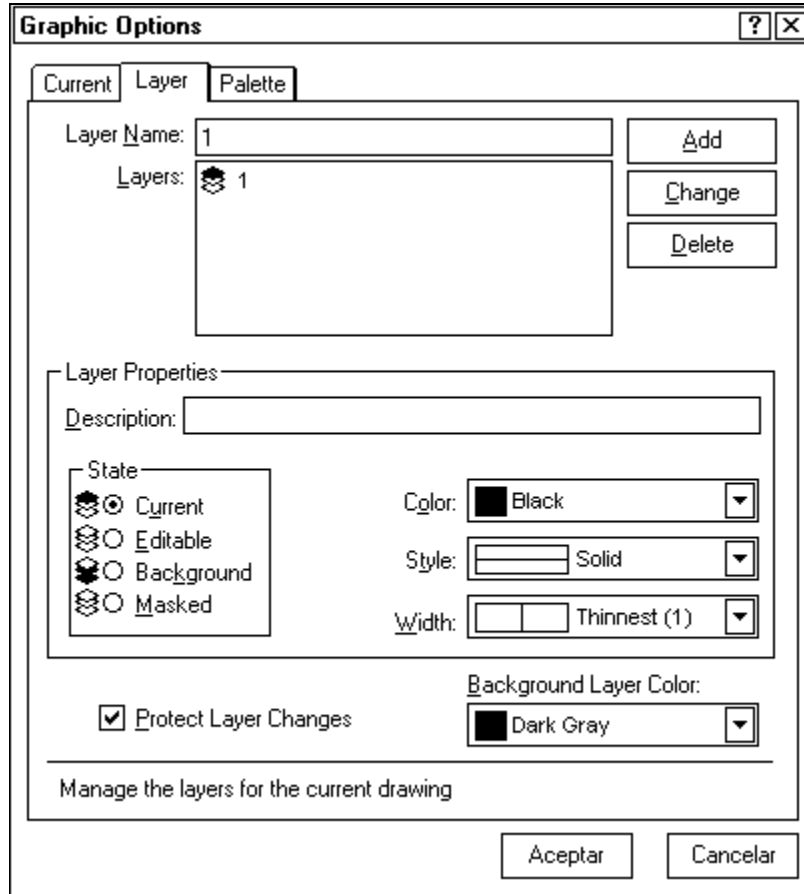 Graphic Options ? X
Current Layer Palette
Layer Name: 1 Add
Layers: 1 Change
Delete
Layer Properties
Description:
State
Current Color: Black
Editable
Style: Solid
Background
Masked Width: Thinnest (1)
Background Layer Color:
Protect Layer Changes Dark Gray
Manage the layers for the current drawing
Aceptar Cancelar